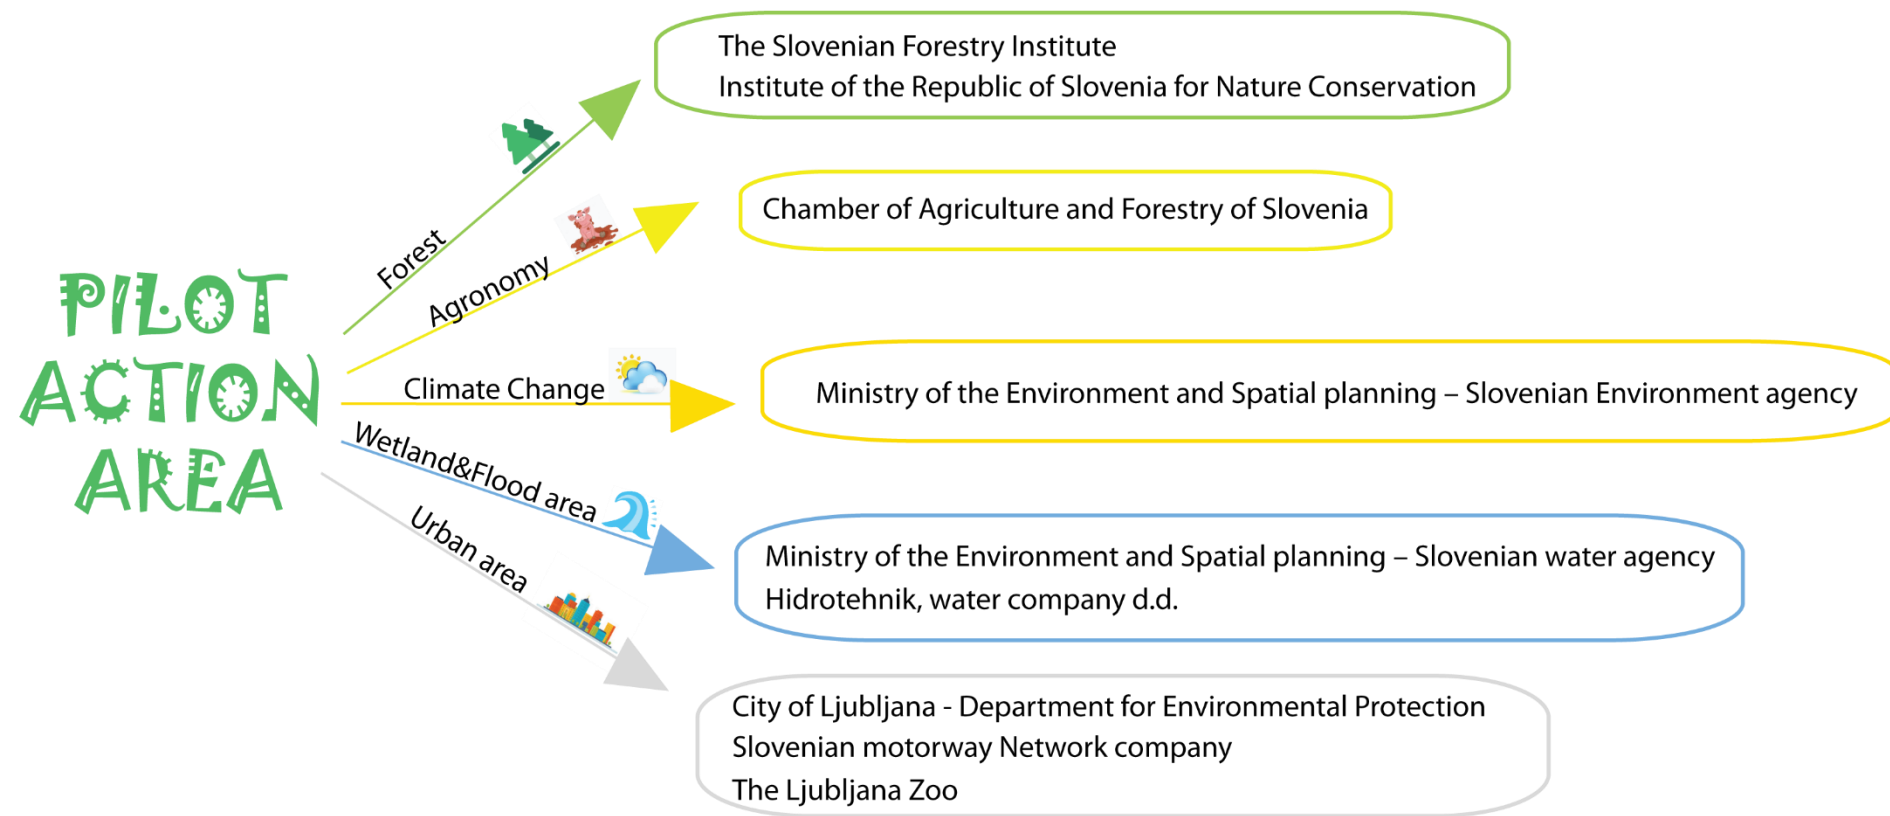 PILOT
ACTION
AREA
Forest
The Slovenian Forestry Institute
Institute of the Republic of Slovenia for Nature Conservation
Agronomy
Chamber of Agriculture and Forestry of Slovenia
Climate Change
Ministry of the Environment and Spatial planning – Slovenian Environment agency
Wetland&Flood area
Ministry of the Environment and Spatial planning – Slovenian water agency
Hidrotehnik, water company d.d.
Urban area
City of Ljubljana - Department for Environmental Protection
Slovenian motorway Network company
The Ljubljana Zoo